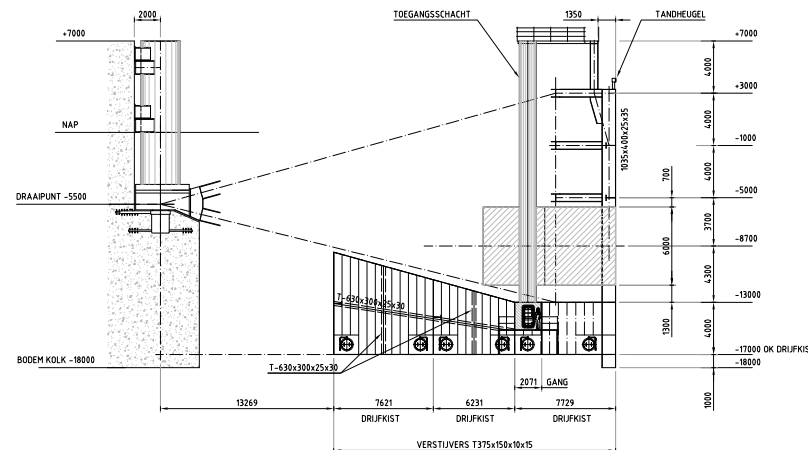 2000
TOEGANGSSCHACHT
1350
TANDHEUGEL
+7000
+7000
4000
+3000
4000
1035x400x25x35
NAP
-1000
4000
700
DRAAIPUNT -5500
-5000
3700
6000
-8700
4300
T-630x300x25x30
-13000
1300
4000
-17000 OK DRIJFKIS
BODEM KOLK -18000
T-630x300x25x30
-18000
2071 GANG
1000
13269
7621
6231
7729
DRIJFKIST
DRIJFKIST
DRIJFKIST
VERSTIJVERS T375x150x10x15